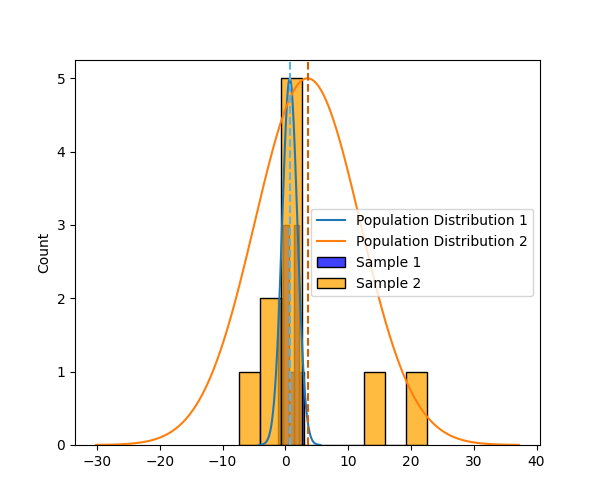 5
4
3
2
1
0
Count
Population Distribution 1
Population Distribution 2
Sample 1
Sample 2
−30 −20 −10 0 10 20 30 40